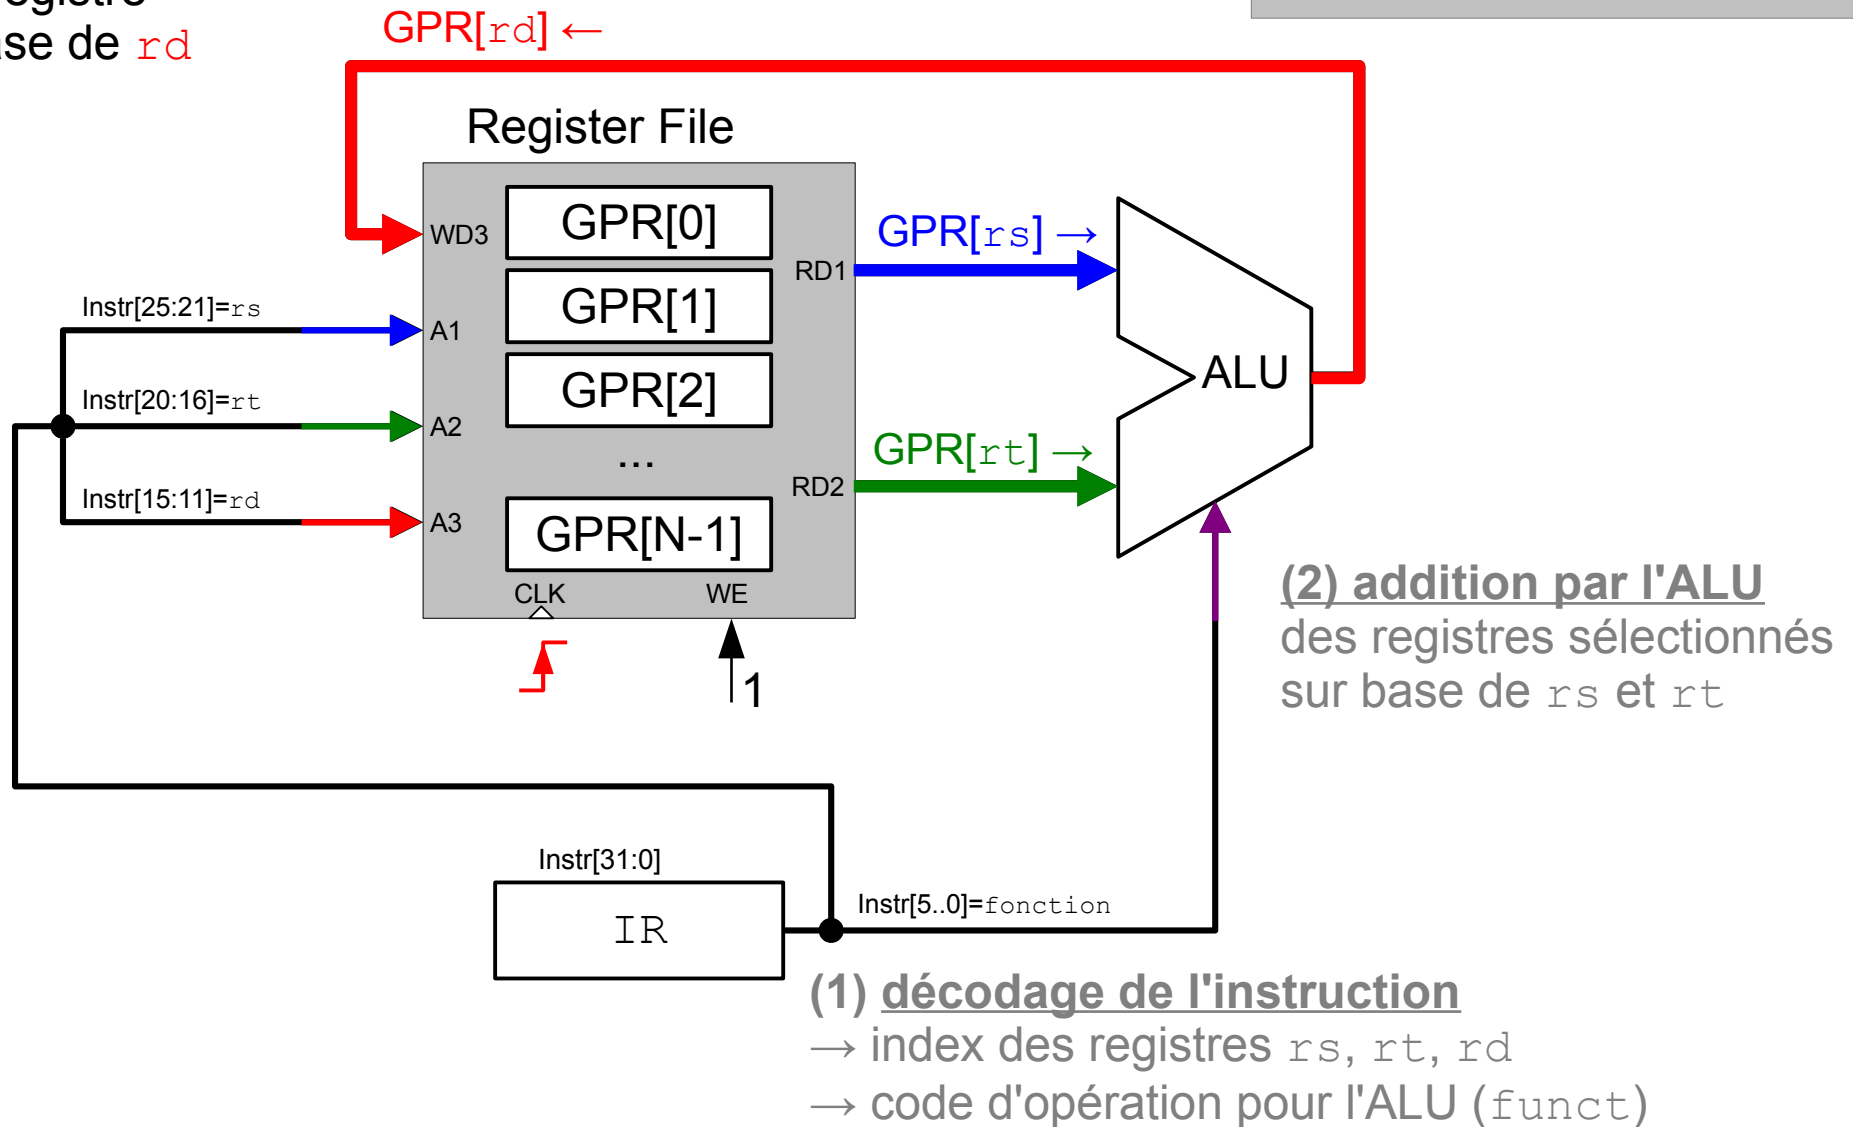 registre
ase de rd
GPR[rd] ←
Register File
WD3
GPR[0]
GPR[rs] →
RD1
Instr[25:21]=rs
A1
GPR[1]
ALU
Instr[20:16]=rt
A2
GPR[2]
...
GPR[rt] →
RD2
Instr[15:11]=rd
A3
GPR[N-1]
CLK
WE
1
(2) addition par l'ALU
des registres sélectionnés
sur base de rs et rt
Instr[31:0]
IR
Instr[5..0]=fonction
(1) décodage de l'instruction
→ index des registres rs, rt, rd
→ code d'opération pour l'ALU (funct)